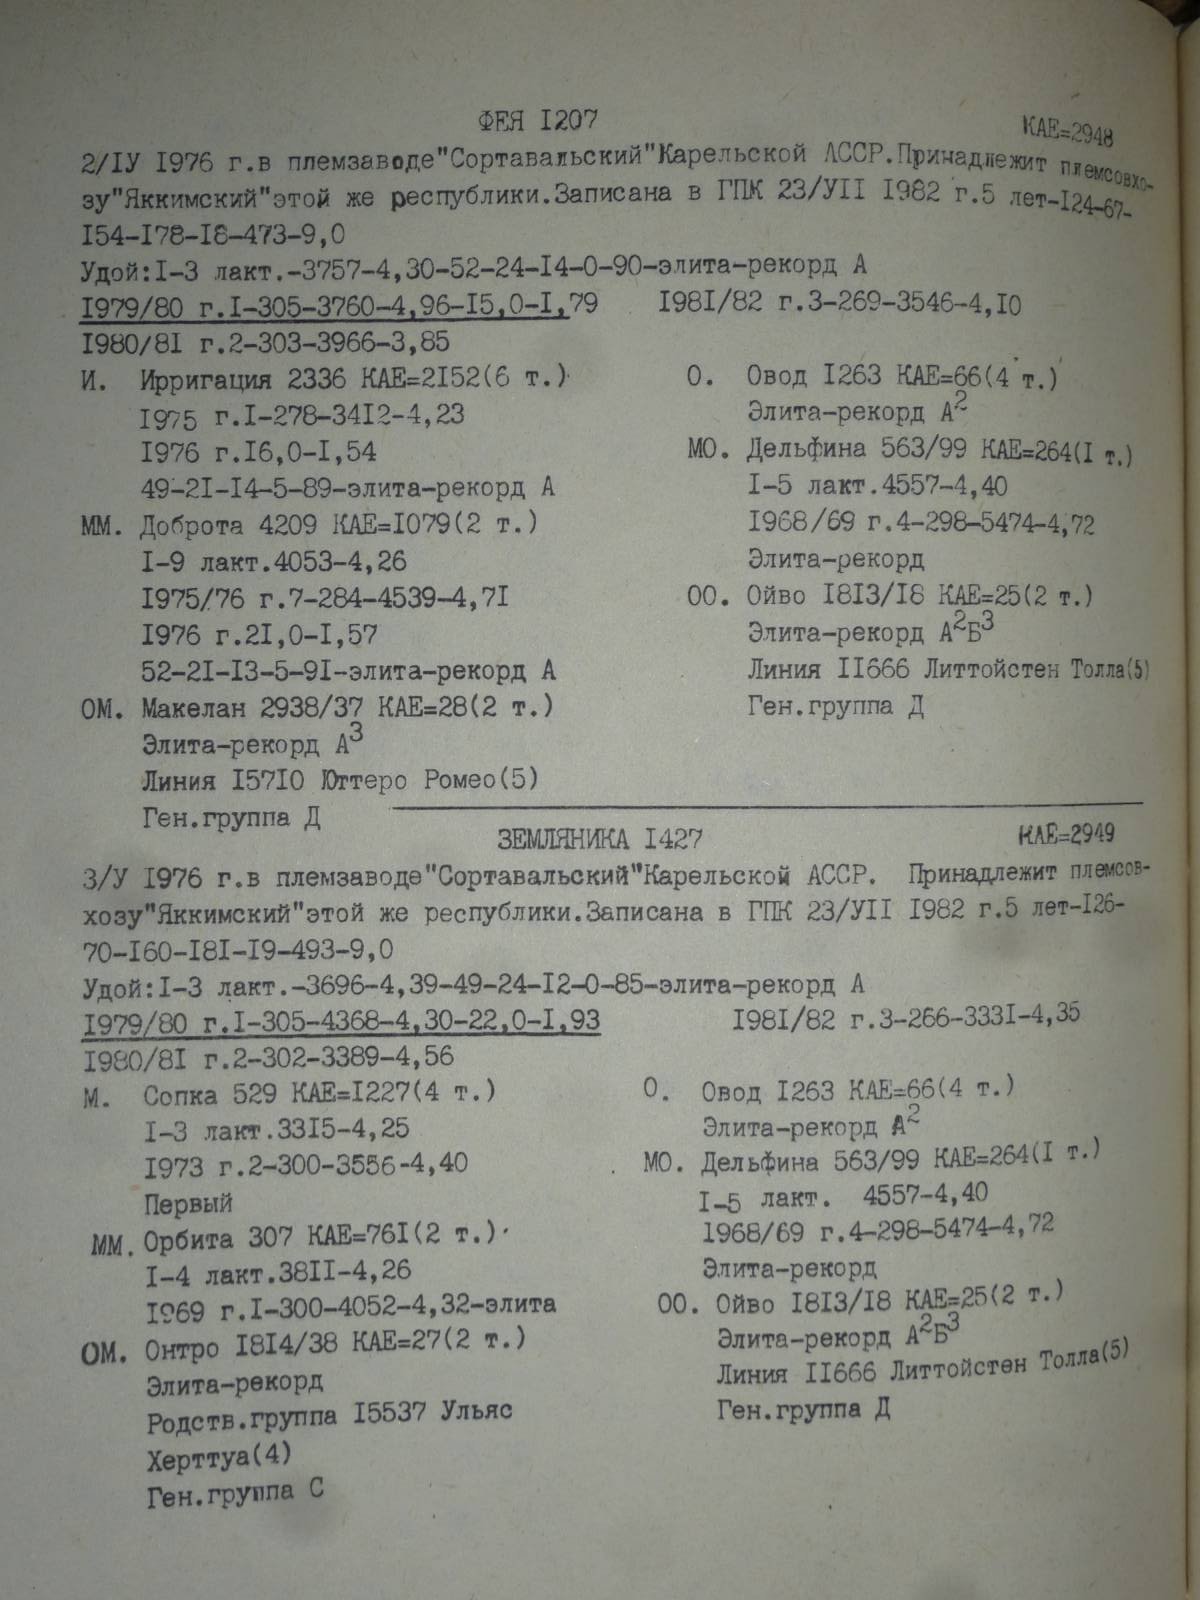 ФЕЯ I207
КАЕ=2948
2/IУ I976 г.в племзаводе"Сортавальский"Карельской АССР.Принадлежит племсовхо-
зу"Яккимский"этой же республики.Записана в ГПК 23/УII I982 г.5 лет-I24-67-
I54-I78-I8-473-9,0
Удой:I-3 лакт.-3757-4,30-52-24-I4-0-90-элита-рекорд А
I979/80 г.I-305-3760-4,96-I5,0-I,79 I98I/82 г.3-269-3546-4,I0
I980/8I г.2-303-3966-3,85
И. Ирригация 2336 КАЕ=2I52(6 т.)
I975 г.I-278-34I2-4,23
I976 г.I6,0-I,54
49-2I-I4-5-89-элита-рекорд А
ММ. Доброта 4209 КАЕ=I079(2 т.)
I-9 лакт.4053-4,26
I975/76 г.7-284-4539-4,7I
I976 г.2I,0-I,57
52-2I-I3-5-9I-элита-рекорд А
ОМ. Макелан 2938/37 КАЕ=28(2 т.)
Элита-рекорд А³
Линия I57I0 Юттеро Ромео(5)
Ген.группа Д
О. Овод I263 КАЕ=66(4 т.)
Элита-рекорд А²
МО. Дельфина 563/99 КАЕ=264(I т.)
I-5 лакт.4557-4,40
I968/69 г.4-298-5474-4,72
Элита-рекорд
ОО. Ойво I8I3/I8 КАЕ=25(2 т.)
Элита-рекорд А²Б³
Линия II666 Литтойстен Толла(5)
Ген.группа Д
ЗЕМЛЯНИКА I427
КАЕ=2949
3/У I976 г.в племзаводе"Сортавальский"Карельской АССР. Принадлежит племсов-
хозу"Яккимский"этой же республики.Записана в ГПК 23/УII I982 г.5 лет-I26-
70-I60-I8I-I9-493-9,0
Удой:I-3 лакт.-3696-4,39-49-24-I2-0-85-элита-рекорд А
I979/80 г.I-305-4368-4,30-22,0-I,93 I98I/82 г.3-266-333I-4,35
I980/8I г.2-302-3389-4,56
М. Сопка 529 КАЕ=I227(4 т.)
I-3 лакт.33I5-4,25
I973 г.2-300-3556-4,40
Первый
ММ. Орбита 307 КАЕ=76I(2 т.)
I-4 лакт.38II-4,26
I969 г.I-300-4052-4,32-элита
ОМ. Онтро I8I4/38 КАЕ=27(2 т.)
Элита-рекорд
Родств.группа I5537 Ульяс
Херттуа(4)
Ген.группа С
О. Овод I263 КАЕ=66(4 т.)
Элита-рекорд А²
МО. Дельфина 563/99 КАЕ=264(I т.)
I-5 лакт. 4557-4,40
I968/69 г.4-298-5474-4,72
Элита-рекорд
ОО. Ойво I8I3/I8 КАЕ=25(2 т.)
Элита-рекорд А²Б³
Линия II666 Литтойстен Толла(5)
Ген.группа Д